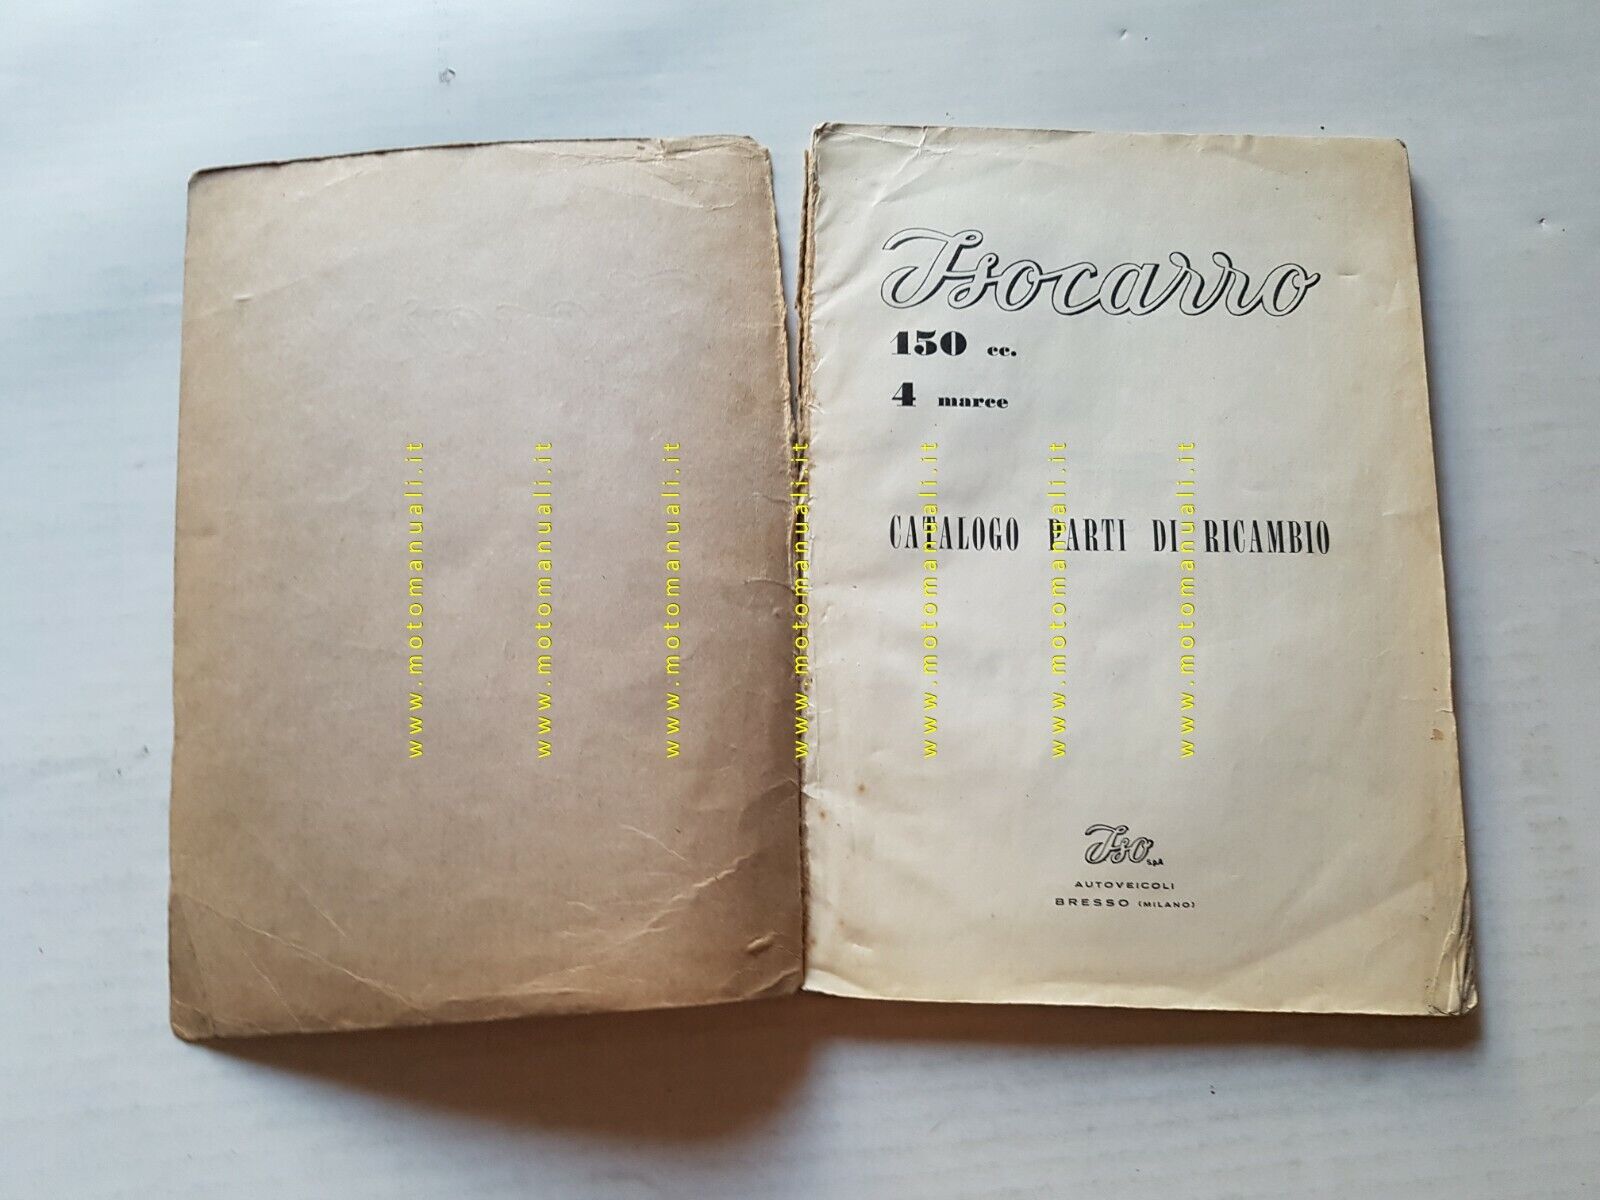 Isocarro
150 cc.
4 marce
CATALOGO PARTI DI RICAMBIO
Iso S.p.A
AUTOVEICOLI
BRESSO (MILANO)
www.motomanuali.it
www.motomanuali.it
www.motomanuali.it
www.motomanuali.it
www.motomanuali.it
www.motomanuali.it
www.motomanuali.it